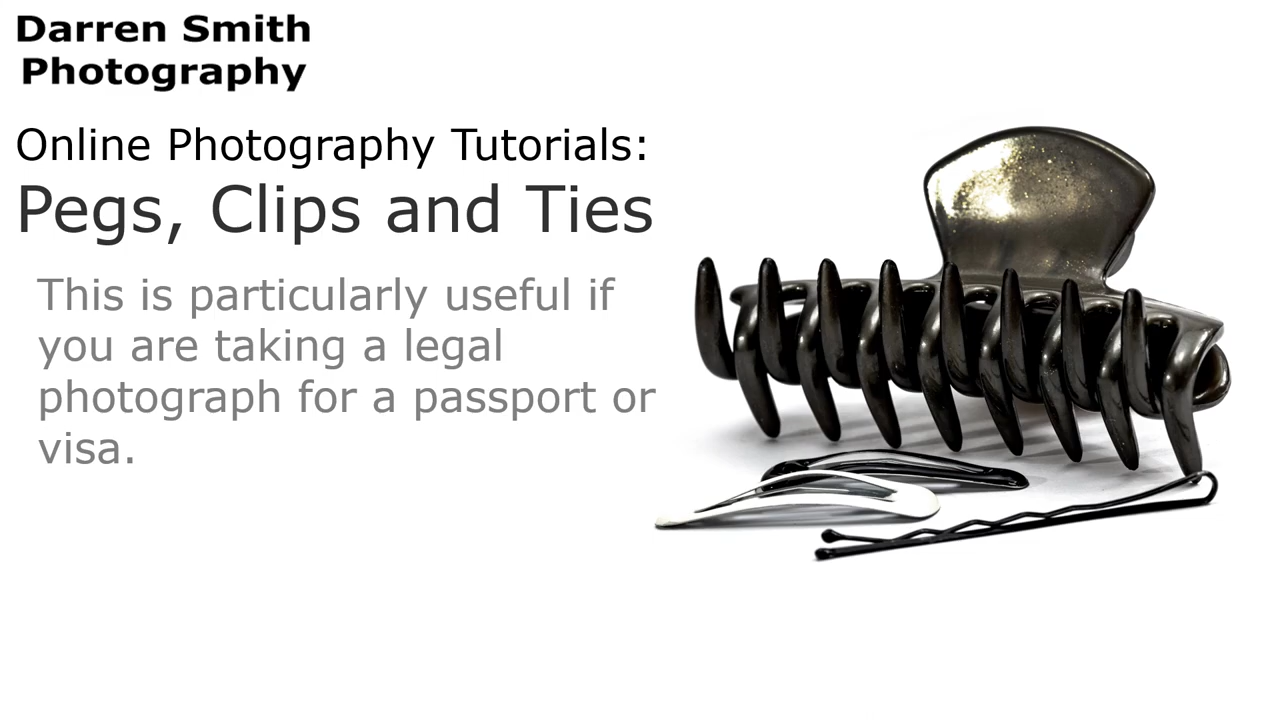 Darren Smith
Photography
Online Photography Tutorials:
Pegs, Clips and Ties
This is particularly useful if
you are taking a legal
photograph for a passport or
visa.